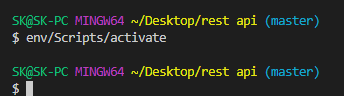 SK@SK-PC MINGW64 ~/Desktop/rest api (master)
$ env/Scripts/activate
SK@SK-PC MINGW64 ~/Desktop/rest api (master)
$